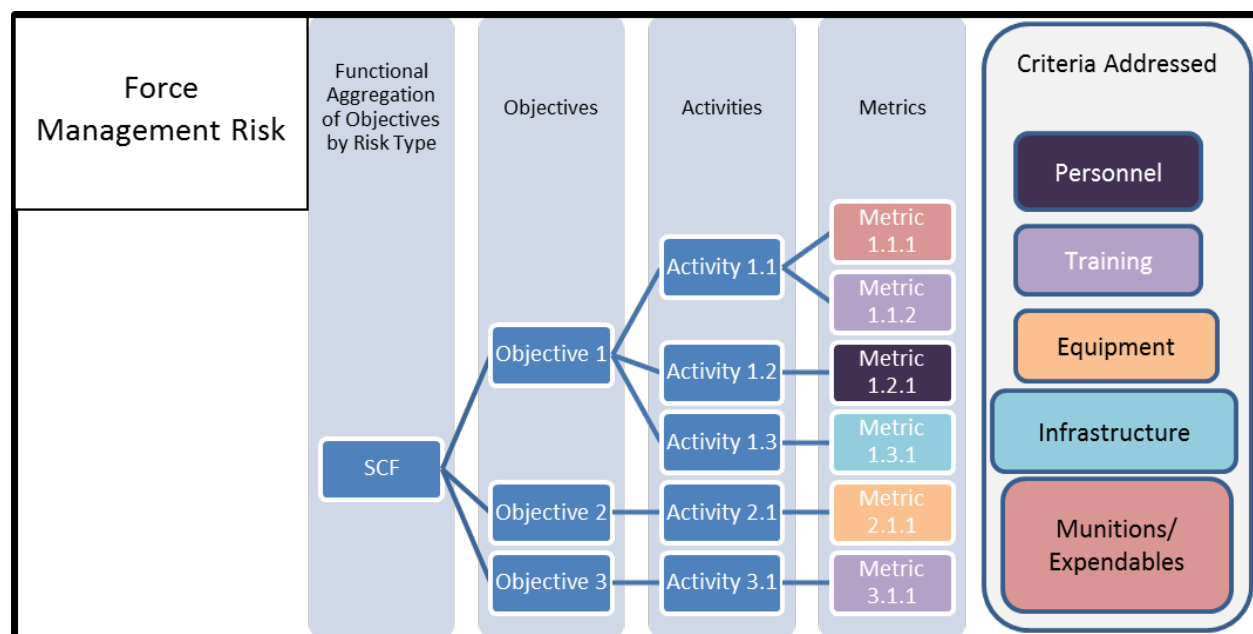 Force
Management Risk
Functional
Aggregation
of Objectives
by Risk Type
Objectives
Activities
Metrics
Criteria Addressed
Personnel
Training
Equipment
Infrastructure
Munitions/
Expendables
SCF
Objective 1
Objective 2
Objective 3
Activity 1.1
Activity 1.2
Activity 1.3
Activity 2.1
Activity 3.1
Metric
1.1.1
Metric
1.1.2
Metric
1.2.1
Metric
1.3.1
Metric
2.1.1
Metric
3.1.1